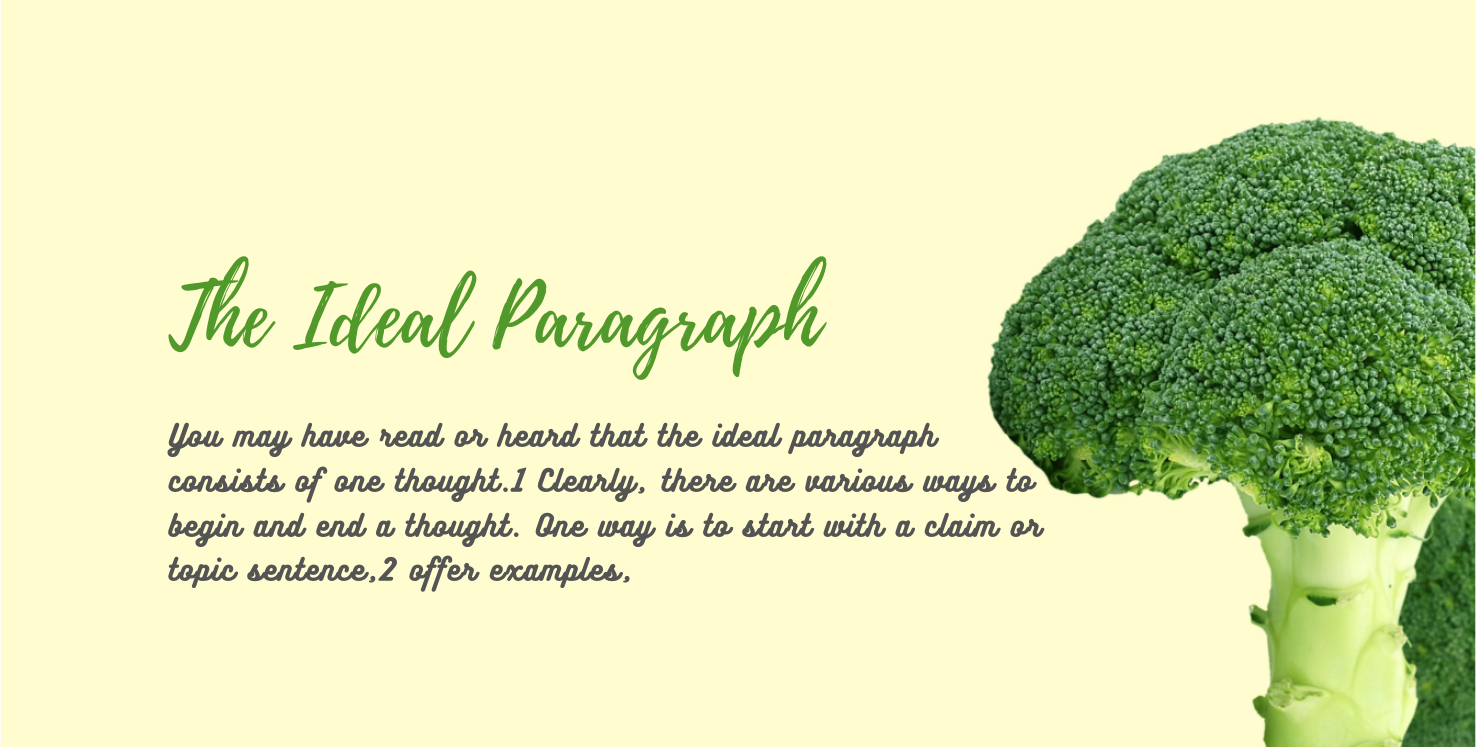 The Ideal Paragraph
You may have read or heard that the ideal paragraph
consists of one thought.1 Clearly, there are various ways to
begin and end a thought. One way is to start with a claim or
topic sentence,2 offer examples,